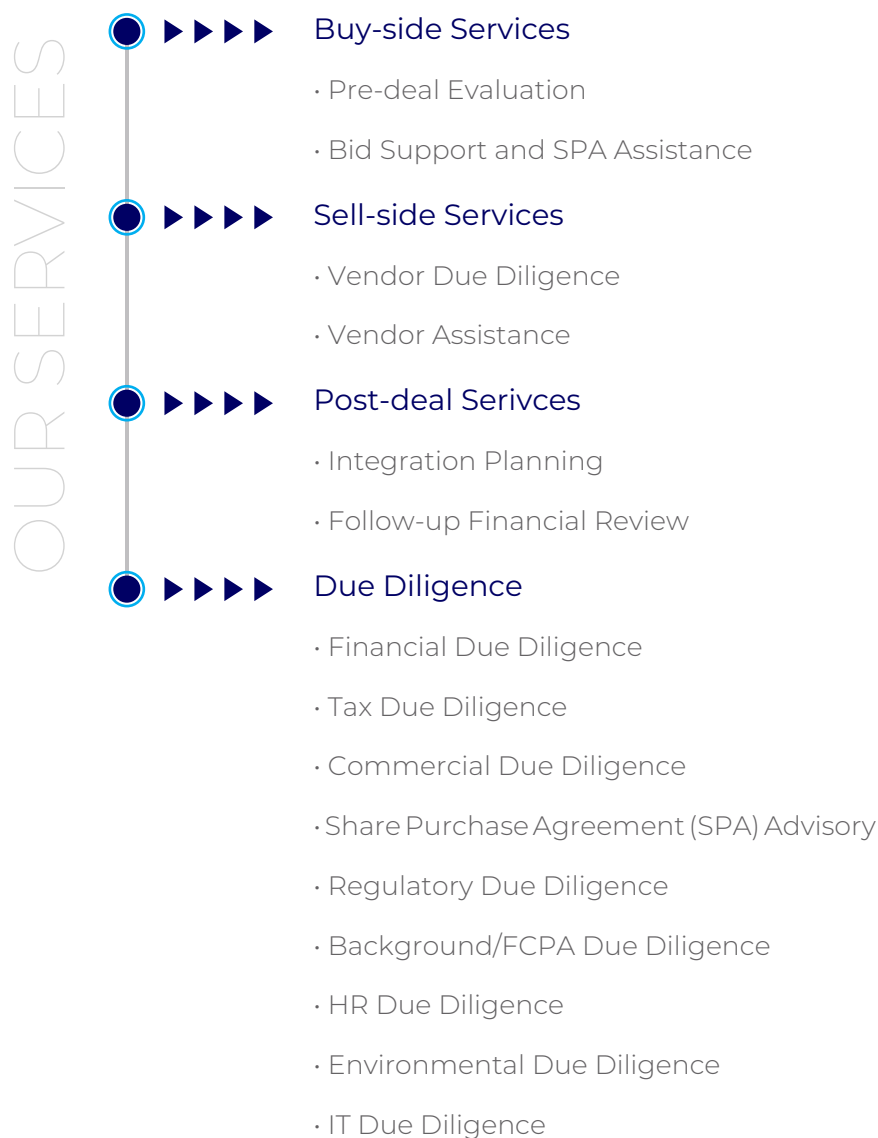 OUR SERVICES
Buy-side Services
• Pre-deal Evaluation
• Bid Support and SPA Assistance
Sell-side Services
• Vendor Due Diligence
• Vendor Assistance
Post-deal Serivces
• Integration Planning
• Follow-up Financial Review
Due Diligence
• Financial Due Diligence
• Tax Due Diligence
• Commercial Due Diligence
• Share Purchase Agreement (SPA) Advisory
• Regulatory Due Diligence
• Background/FCPA Due Diligence
• HR Due Diligence
• Environmental Due Diligence
• IT Due Diligence